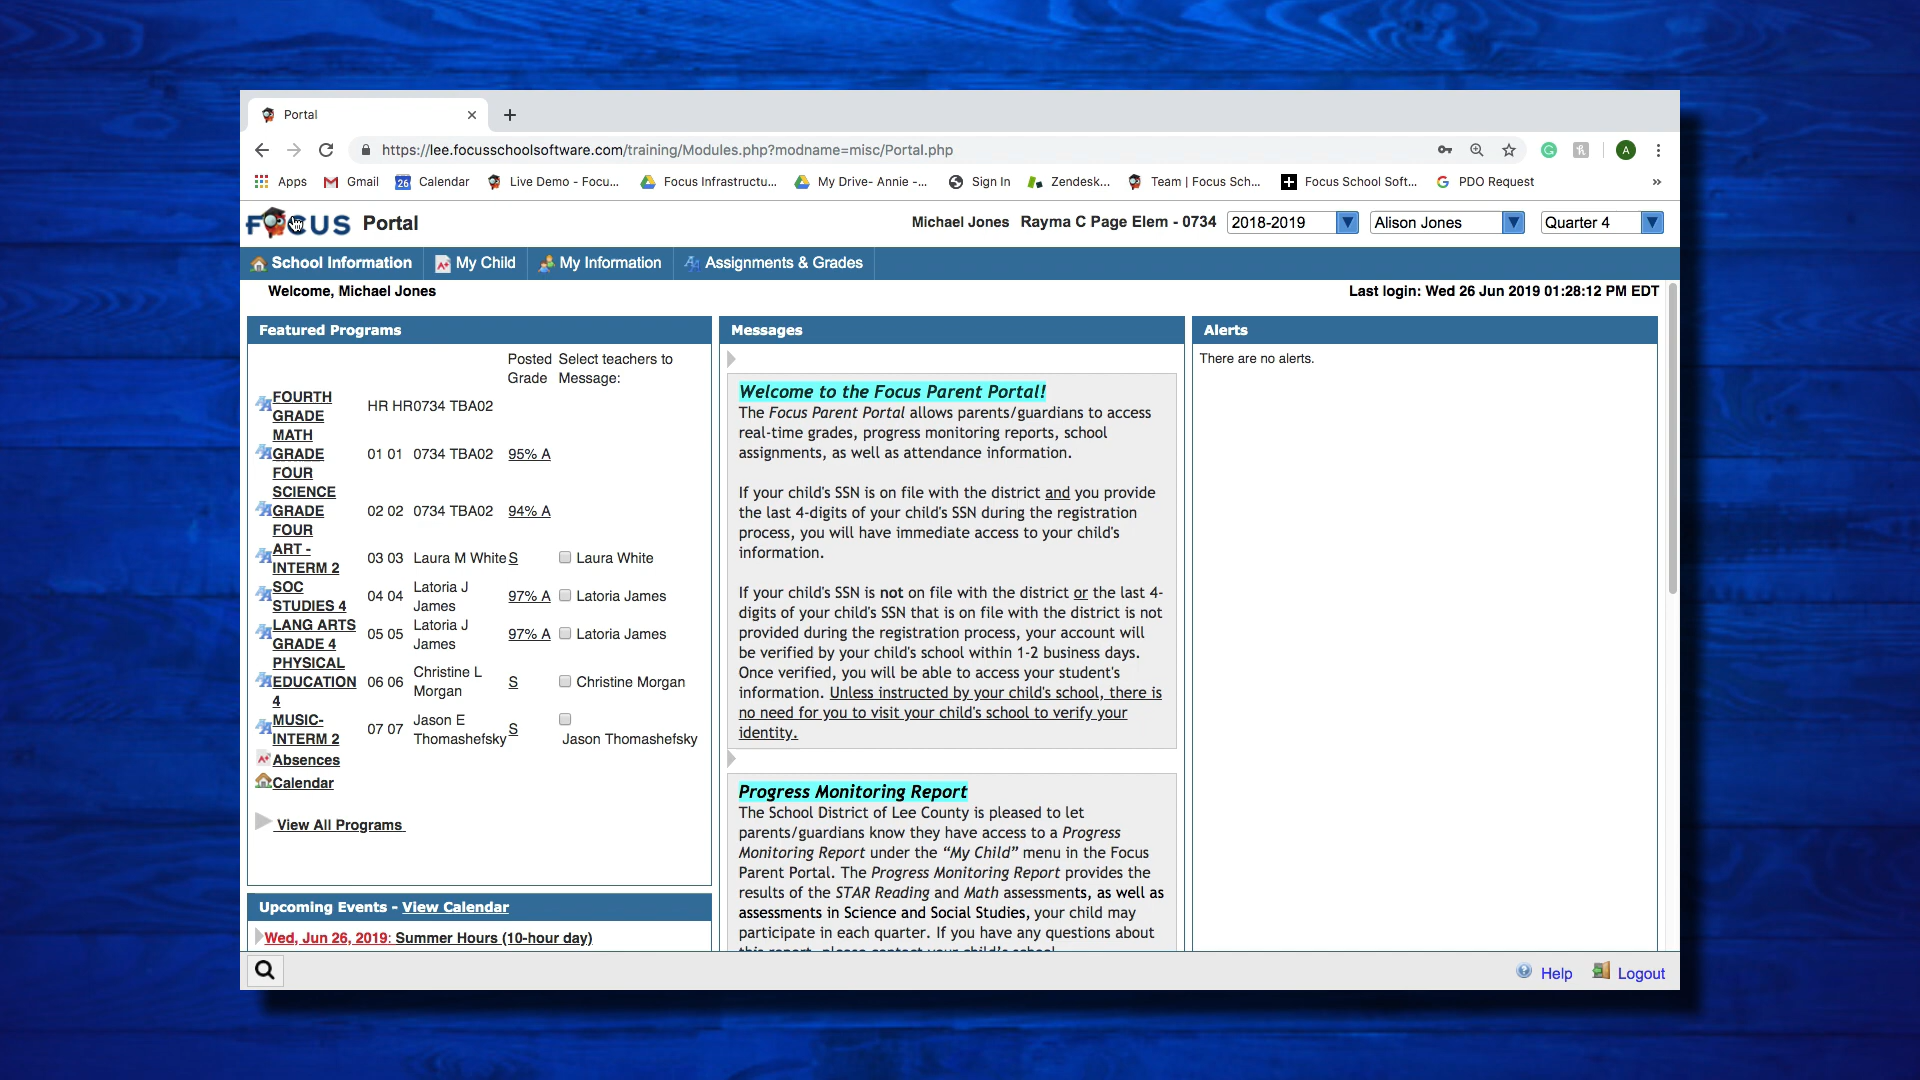 Portal
https://lee.focusschoolsoftware.com/training/Modules.php?modname=misc/Portal.php
A
Apps
Gmail
26
Calendar
Live Demo - Focu...
Focus Infrastructu...
My Drive- Annie -...
Sign In
Zendesk...
Team | Focus Sch...
Focus School Soft...
PDO Request
»
FOCUS Portal
Michael Jones Rayma C Page Elem - 0734 2018-2019 Alison Jones Quarter 4
School Information My Child My Information Assignments & Grades
Welcome, Michael Jones
Last login: Wed 26 Jun 2019 01:28:12 PM EDT
Featured Programs
Posted Select teachers to
Grade Message:
FOURTH
GRADE HR HR0734 TBA02
MATH
GRADE 01 01 0734 TBA02 95% A
FOUR
SCIENCE
GRADE 02 02 0734 TBA02 94% A
FOUR
ART -
INTERM 2 03 03 Laura M White S Laura White
SOC
STUDIES 4 04 04 Latoria J
James 97% A Latoria James
LANG ARTS
GRADE 4 05 05 Latoria J
James 97% A Latoria James
PHYSICAL
EDUCATION
4 06 06 Christine L
Morgan S Christine Morgan
MUSIC-
INTERM 2 07 07 Jason E
Thomashefsky S Jason Thomashefsky
Absences
Calendar
View All Programs
Upcoming Events - View Calendar
Wed, Jun 26, 2019: Summer Hours (10-hour day)
Messages
Welcome to the Focus Parent Portal!
The Focus Parent Portal allows parents/guardians to access
real-time grades, progress monitoring reports, school
assignments, as well as attendance information.
If your child's SSN is on file with the district and you provide
the last 4-digits of your child's SSN during the registration
process, you will have immediate access to your child's
information.
If your child's SSN is not on file with the district or the last 4-
digits of your child's SSN that is on file with the district is not
provided during the registration process, your account will
be verified by your child's school within 1-2 business days.
Once verified, you will be able to access your student's
information. Unless instructed by your child's school, there is
no need for you to visit your child's school to verify your
identity.
Progress Monitoring Report
The School District of Lee County is pleased to let
parents/guardians know they have access to a Progress
Monitoring Report under the “My Child” menu in the Focus
Parent Portal. The Progress Monitoring Report provides the
results of the STAR Reading and Math assessments, as well as
assessments in Science and Social Studies, your child may
participate in each quarter. If you have any questions about
this report, please contact your child's school.
Alerts
There are no alerts.
Help Logout